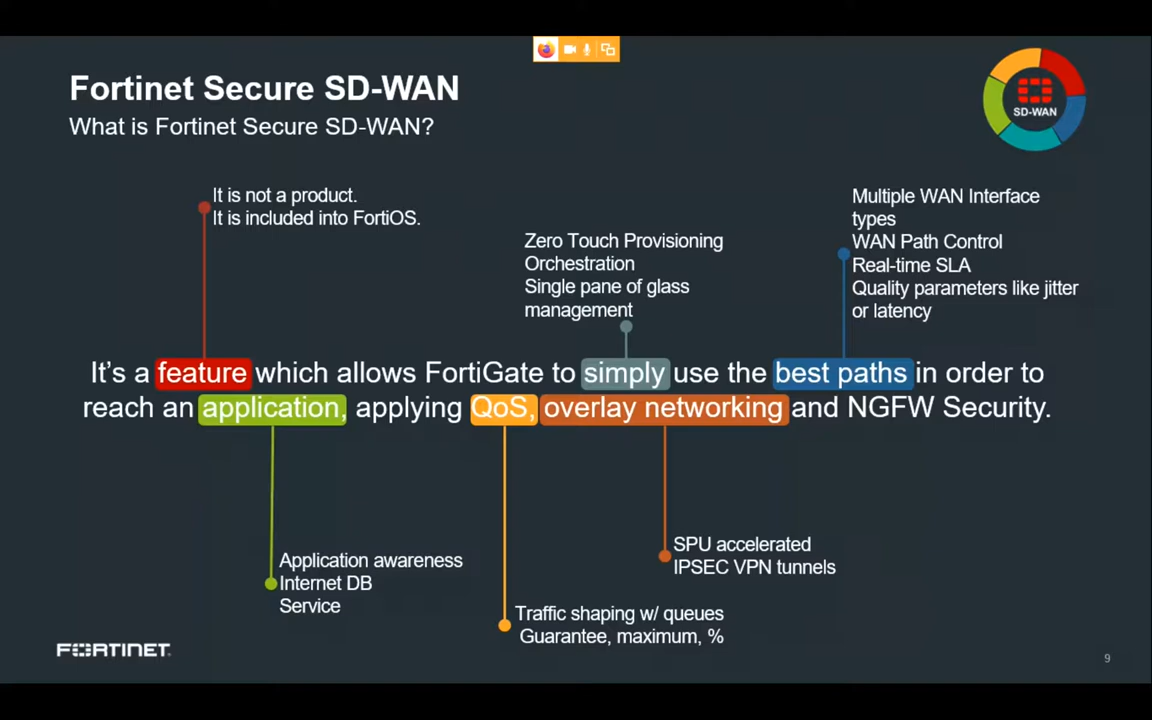 Fortinet Secure SD-WAN
What is Fortinet Secure SD-WAN?
SD-WAN
It is not a product.
It is included into FortiOS.
Zero Touch Provisioning
Orchestration
Single pane of glass
management
Multiple WAN Interface
types
WAN Path Control
Real-time SLA
Quality parameters like jitter
or latency
It's a feature which allows FortiGate to simply use the best paths in order to
reach an application, applying QoS, overlay networking and NGFW Security.
Application awareness
Internet DB
Service
Traffic shaping w/ queues
Guarantee, maximum, %
SPU accelerated
IPSEC VPN tunnels
FORTINET
9